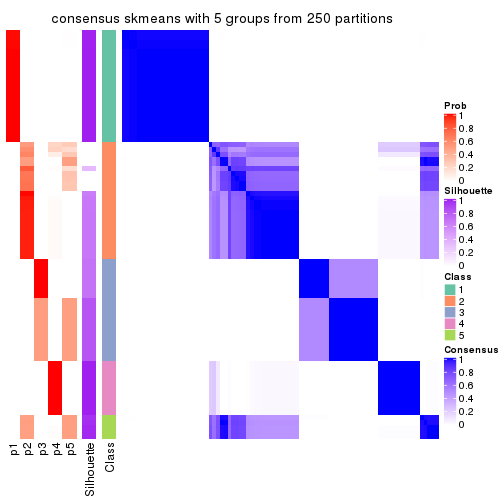 consensus skmeans with 5 groups from 250 partitions
Prob
1
0.8
0.6
0.4
0.2
0
Silhouette
1
0.8
0.6
0.4
0.2
0
Class
1
2
3
4
5
Consensus
1
0.8
0.6
0.4
0.2
0
p1
p2
p3
p4
p5
Silhouette
Class